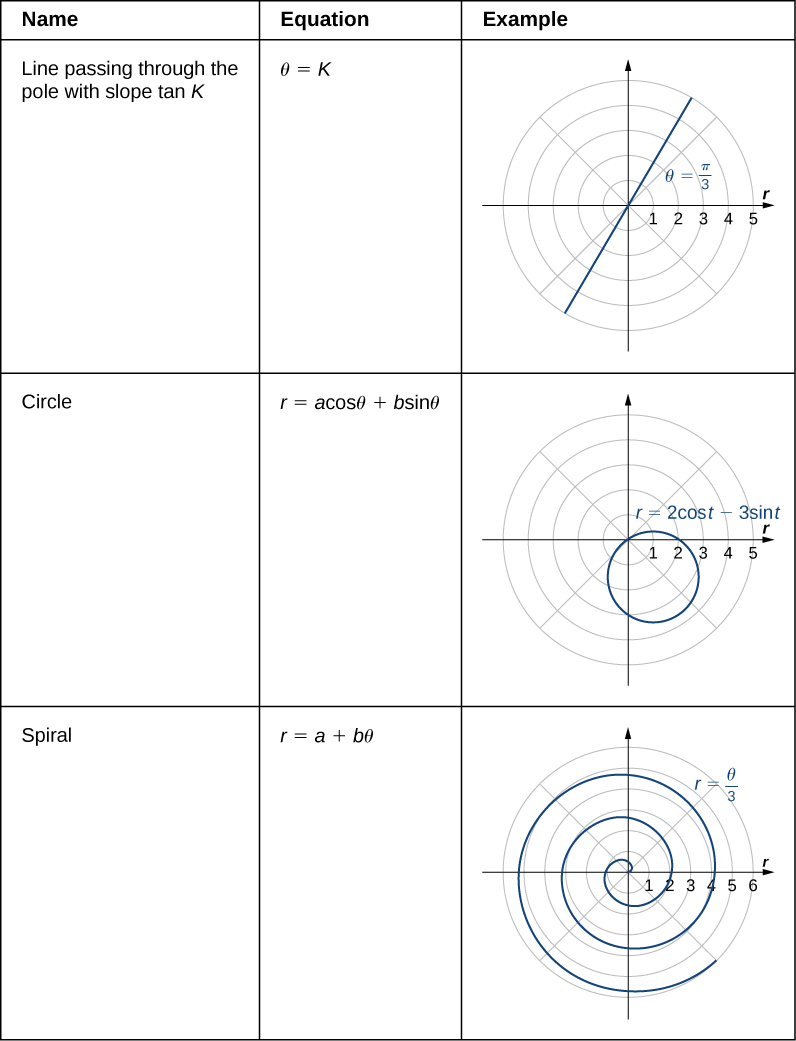 Name Equation Example
Line passing through the pole with slope tan K
θ = K
θ = π/3
r
1 2 3 4 5
Circle
r = acosθ + bsinθ
r = 2cost − 3sint
r
1 2 3 4 5
Spiral
r = a + bθ
r = θ/3
r
1 2 3 4 5 6